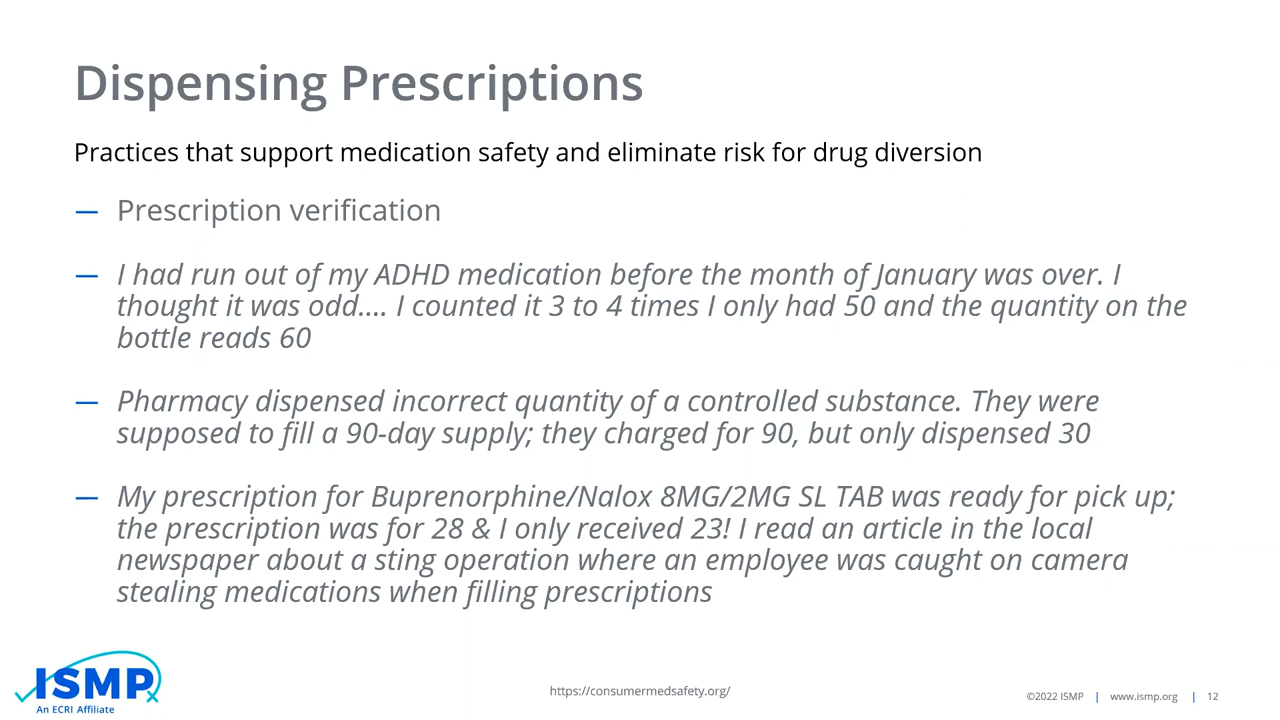 Dispensing Prescriptions
Practices that support medication safety and eliminate risk for drug diversion
— Prescription verification
— I had run out of my ADHD medication before the month of January was over. I
thought it was odd.... I counted it 3 to 4 times I only had 50 and the quantity on the
bottle reads 60
— Pharmacy dispensed incorrect quantity of a controlled substance. They were
supposed to fill a 90-day supply; they charged for 90, but only dispensed 30
— My prescription for Buprenorphine/Nalox 8MG/2MG SL TAB was ready for pick up;
the prescription was for 28 & I only received 23! I read an article in the local
newspaper about a sting operation where an employee was caught on camera
stealing medications when filling prescriptions
ISMP
An ECRI Affiliate
https://consumermedsafety.org/
©2022 ISMP | www.ismp.org | 12